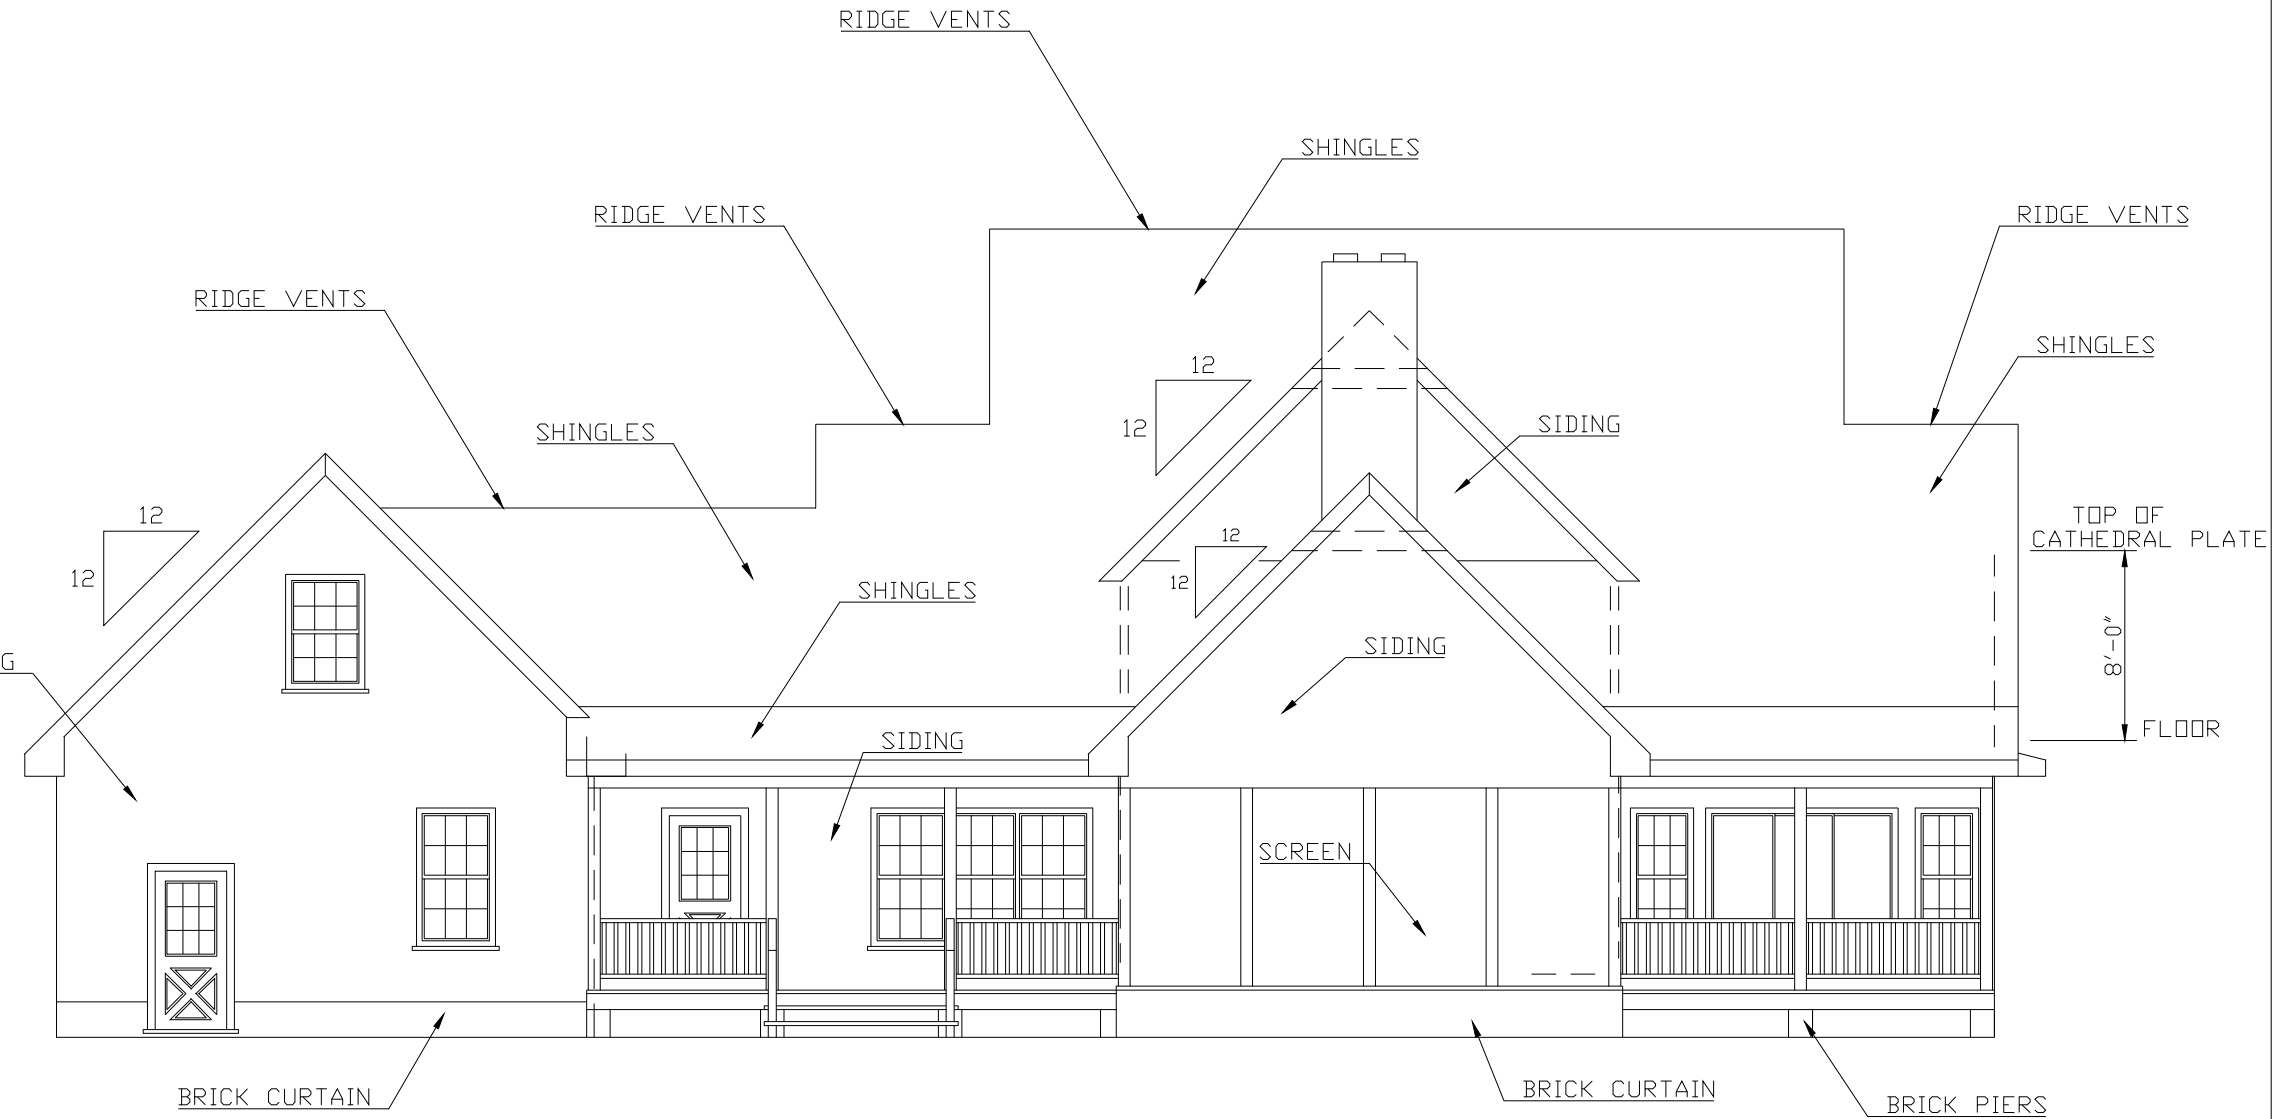 RIDGE VENTS
SHINGLES
RIDGE VENTS
RIDGE VENTS
RIDGE VENTS
SHINGLES
12
12
SIDING
SHINGLES
12
12
TOP OF
CATHEDRAL PLATE
12
12
SHINGLES
8'-0"
SIDING
G
FLOOR
SIDING
SCREEN
BRICK CURTAIN
BRICK CURTAIN
BRICK PIERS